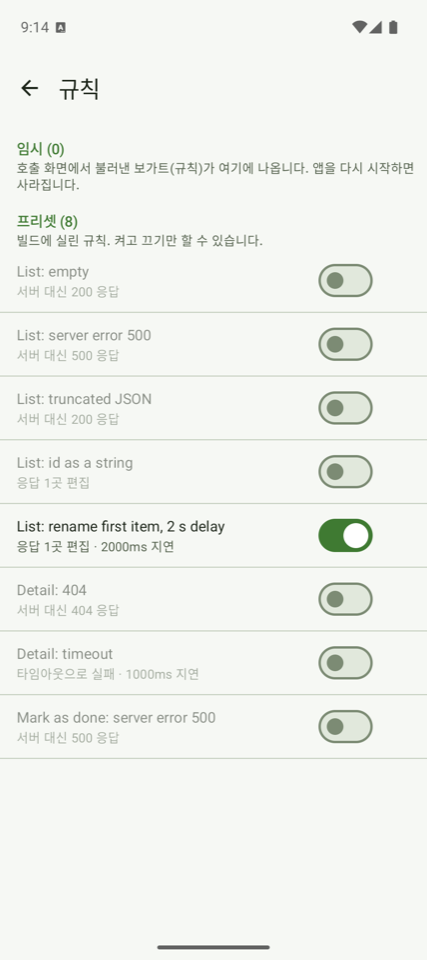 9:14
규칙
임시 (0)
호출 화면에서 불러낸 보가트(규칙)가 여기에 나옵니다. 앱을 다시 시작하면
사라집니다.
프리셋 (8)
빌드에 실린 규칙. 켜고 끄기만 할 수 있습니다.
List: empty
서버 대신 200 응답
List: server error 500
서버 대신 500 응답
List: truncated JSON
서버 대신 200 응답
List: id as a string
응답 1곳 편집
List: rename first item, 2 s delay
응답 1곳 편집 · 2000ms 지연
Detail: 404
서버 대신 404 응답
Detail: timeout
타임아웃으로 실패 · 1000ms 지연
Mark as done: server error 500
서버 대신 500 응답